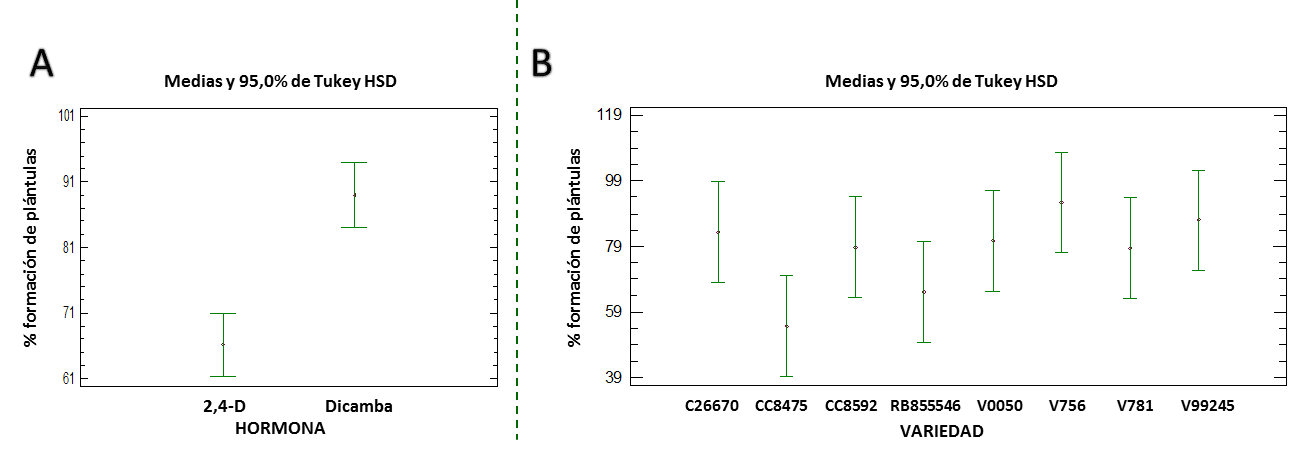 A
Medias y 95,0% de Tukey HSD
% formación de plántulas
101
91
81
71
61
2,4-D Dicamba
HORMONA
B
Medias y 95,0% de Tukey HSD
% formación de plántulas
119
99
79
59
39
C26670 CC8475 CC8592 RB855546 V0050 V756 V781 V99245
VARIEDAD